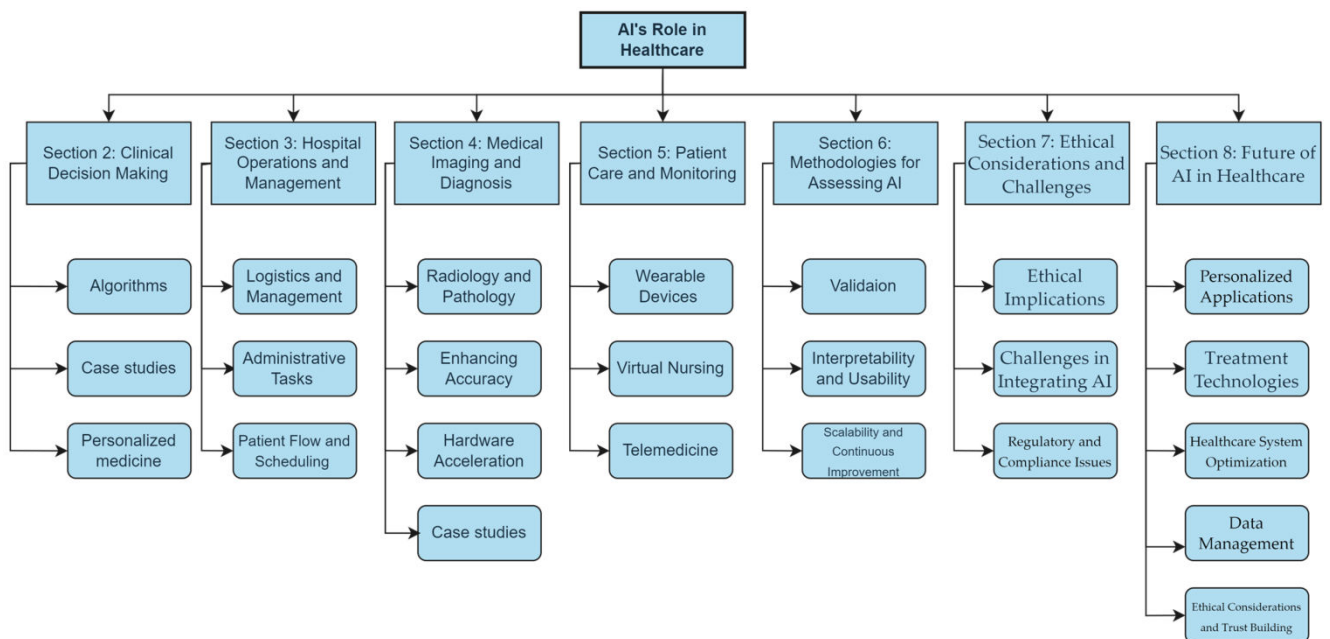 AI's Role in
Healthcare
Section 2: Clinical
Decision Making
Algorithms
Case studies
Personalized
medicine
Section 3: Hospital
Operations and
Management
Logistics and
Management
Administrative
Tasks
Patient Flow and
Scheduling
Section 4: Medical
Imaging and
Diagnosis
Radiology and
Pathology
Enhancing
Accuracy
Hardware
Acceleration
Case studies
Section 5: Patient
Care and Monitoring
Wearable
Devices
Virtual Nursing
Telemedicine
Section 6:
Methodologies for
Assessing AI
Validaion
Interpretability
and Usability
Scalability and
Continuous
Improvement
Section 7: Ethical
Considerations and
Challenges
Ethical
Implications
Challenges in
Integrating AI
Regulatory and
Compliance Issues
Section 8: Future of
AI in Healthcare
Personalized
Applications
Treatment
Technologies
Healthcare System
Optimization
Data
Management
Ethical Considerations
and Trust Building